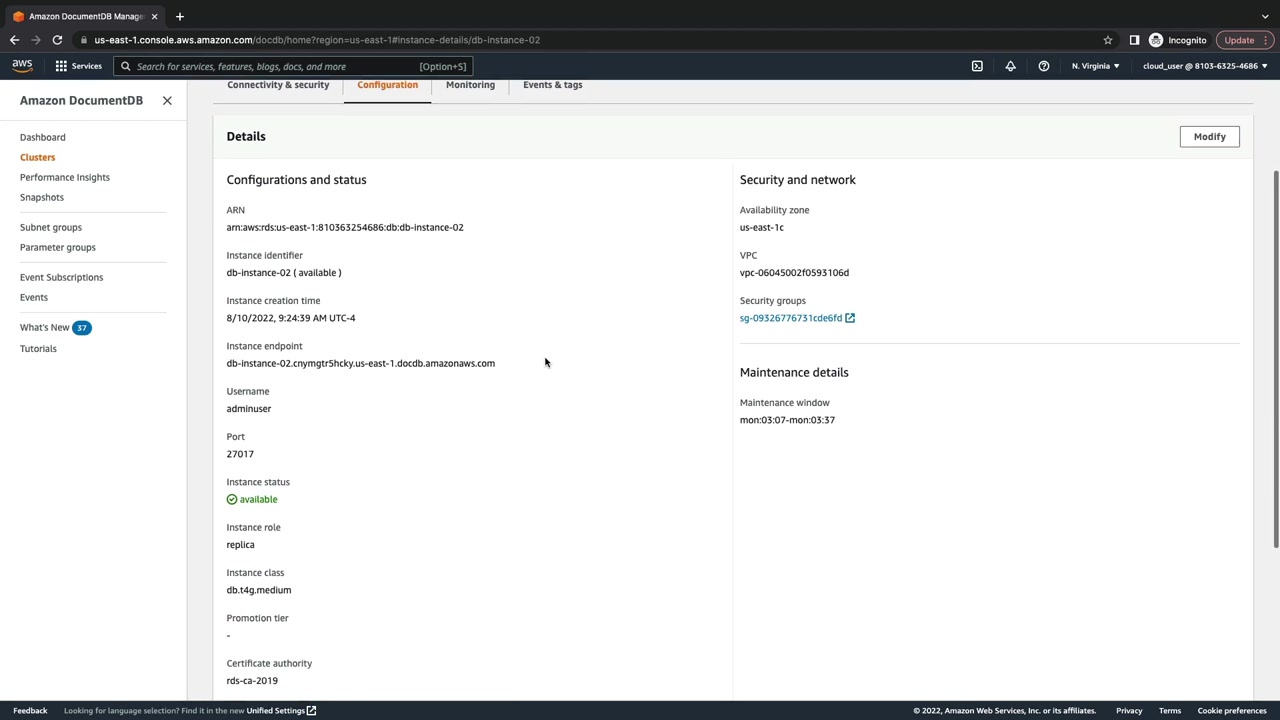 Amazon DocumentDB Manage
us-east-1.console.aws.amazon.com/docdb/home?region=us-east-1#instance-details/db-instance-02
Incognito
Update
aws
Services
Search for services, features, blogs, docs, and more
[Option+S]
N. Virginia
cloud_user @ 8103-6325-4686
Amazon DocumentDB
Dashboard
Clusters
Performance Insights
Snapshots
Subnet groups
Parameter groups
Event Subscriptions
Events
What's New 37
Tutorials
Connectivity & security
Configuration
Monitoring
Events & tags
Details
Modify
Configurations and status
ARN
arn:aws:rds:us-east-1:810363254686:db:db-instance-02
Instance identifier
db-instance-02 ( available )
Instance creation time
8/10/2022, 9:24:39 AM UTC-4
Instance endpoint
db-instance-02.cnymgtr5hcky.us-east-1.docdb.amazonaws.com
Username
adminuser
Port
27017
Instance status
available
Instance role
replica
Instance class
db.t4g.medium
Promotion tier
-
Certificate authority
rds-ca-2019
Security and network
Availability zone
us-east-1c
VPC
vpc-06045002f0593106d
Security groups
sg-09326776731cde6fd
Maintenance details
Maintenance window
mon:03:07-mon:03:37
Feedback
Looking for language selection? Find it in the new Unified Settings
© 2022, Amazon Web Services, Inc. or its affiliates.
Privacy
Terms
Cookie preferences